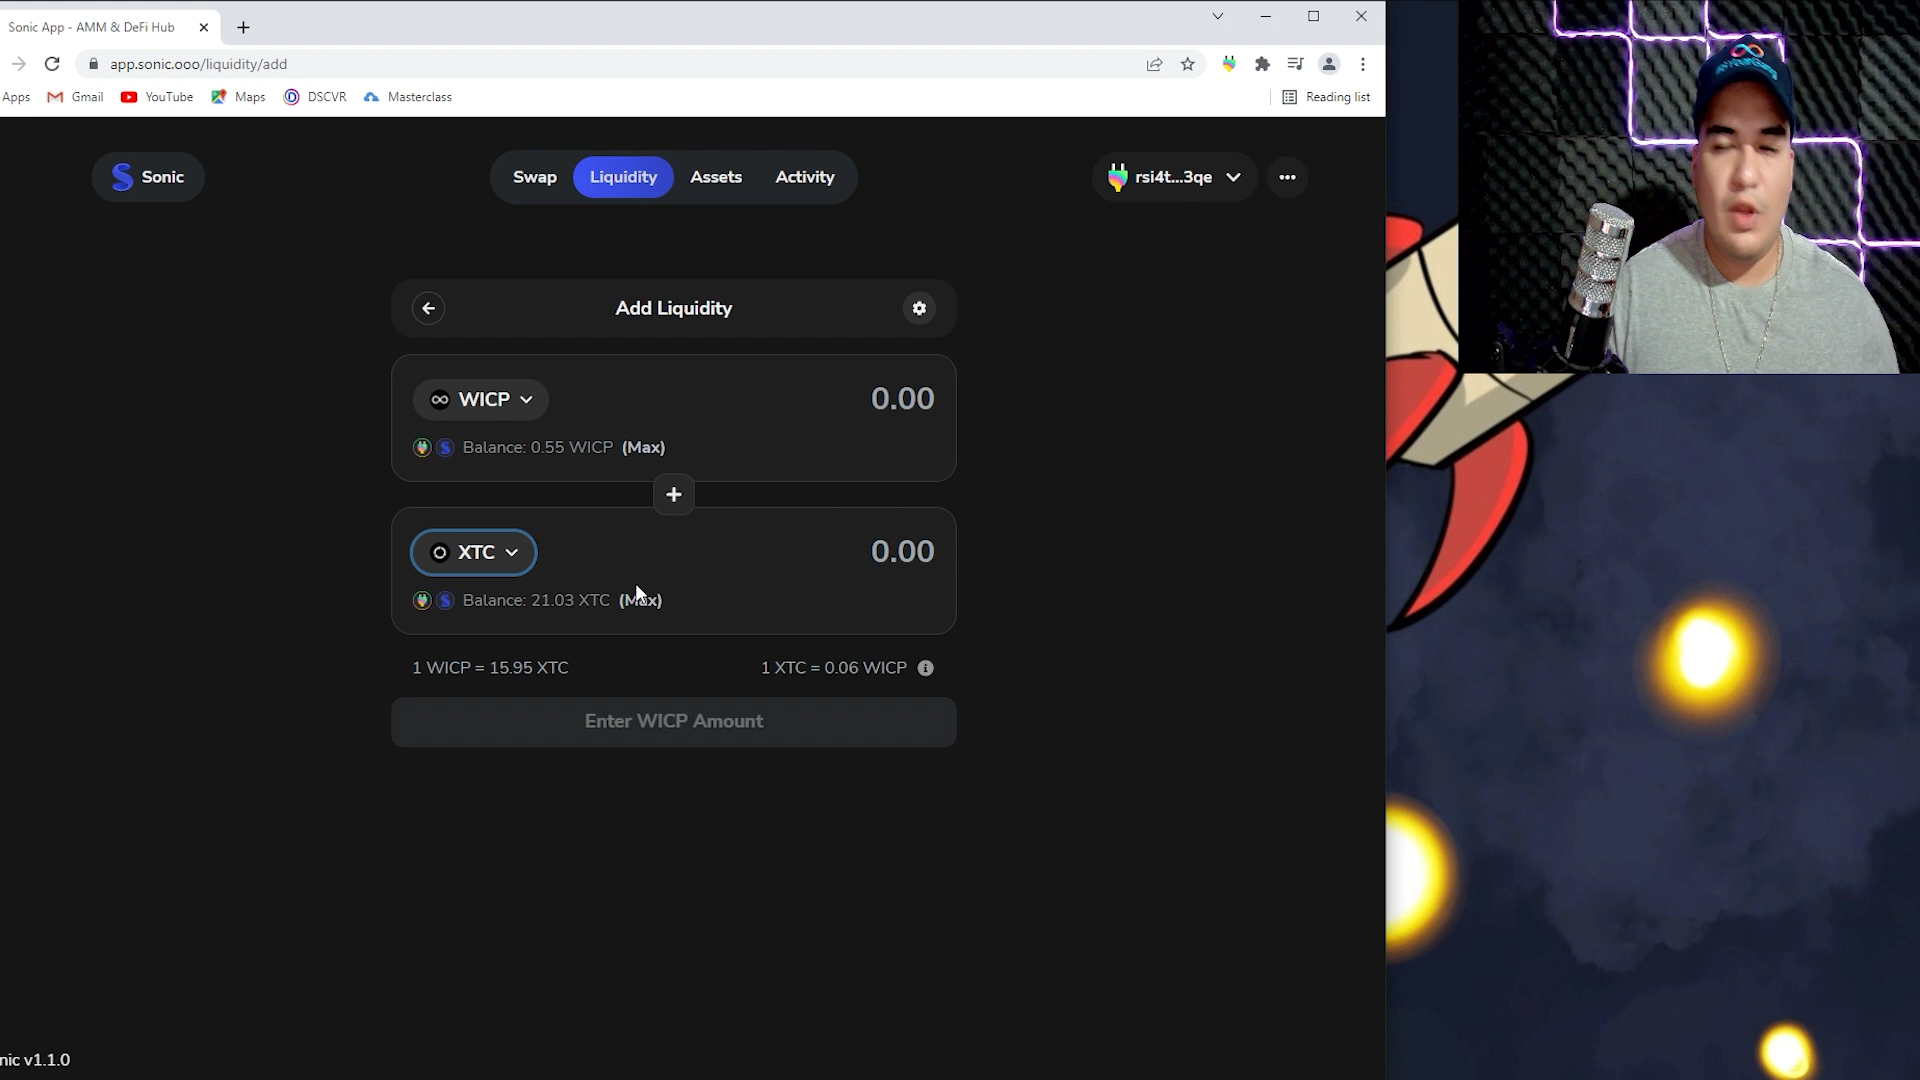 Sonic App - AMM & DeFi Hub
app.sonic.ooo/liquidity/add
Apps Gmail YouTube Maps DSCVR Masterclass Reading list
Sonic Swap Liquidity Assets Activity rsi4t...3qe
Add Liquidity
WICP 0.00
Balance: 0.55 WICP (Max)
+
XTC 0.00
Balance: 21.03 XTC (Max)
1 WICP = 15.95 XTC 1 XTC = 0.06 WICP
Enter WICP Amount
nic v1.1.0